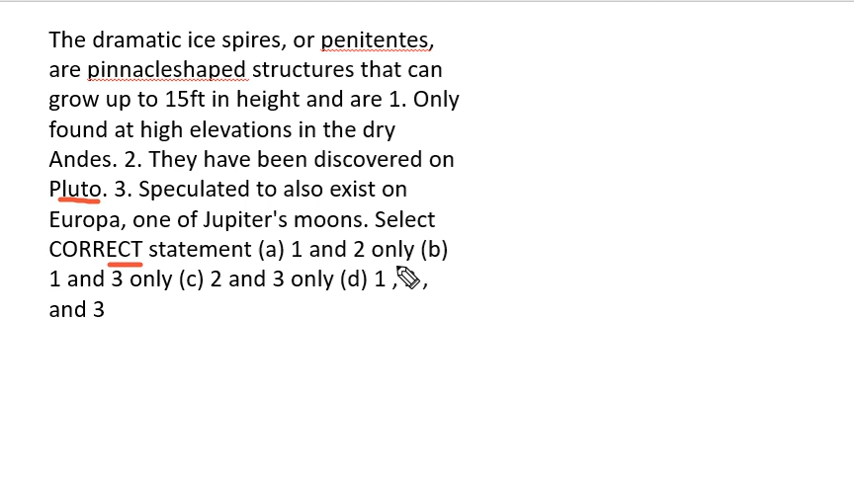 The dramatic ice spires, or penitentes,
are pinnacleshaped structures that can
grow up to 15ft in height and are 1. Only
found at high elevations in the dry
Andes. 2. They have been discovered on
Pluto. 3. Speculated to also exist on
Europa, one of Jupiter's moons. Select
CORRECT statement (a) 1 and 2 only (b)
1 and 3 only (c) 2 and 3 only (d) 1 , ,
and 3